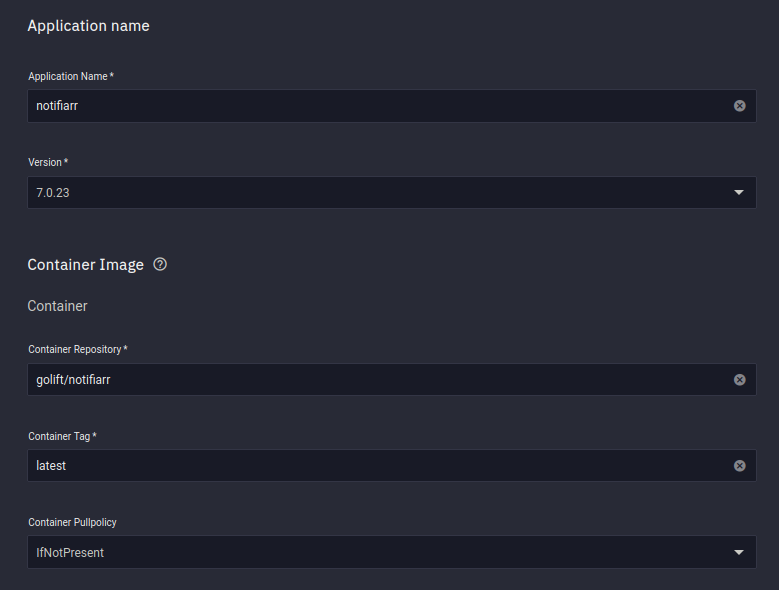 Application name
Application Name *
notifiarr
Version *
7.0.23
Container Image
Container
Container Repository *
golift/notifiarr
Container Tag *
latest
Container Pullpolicy
IfNotPresent